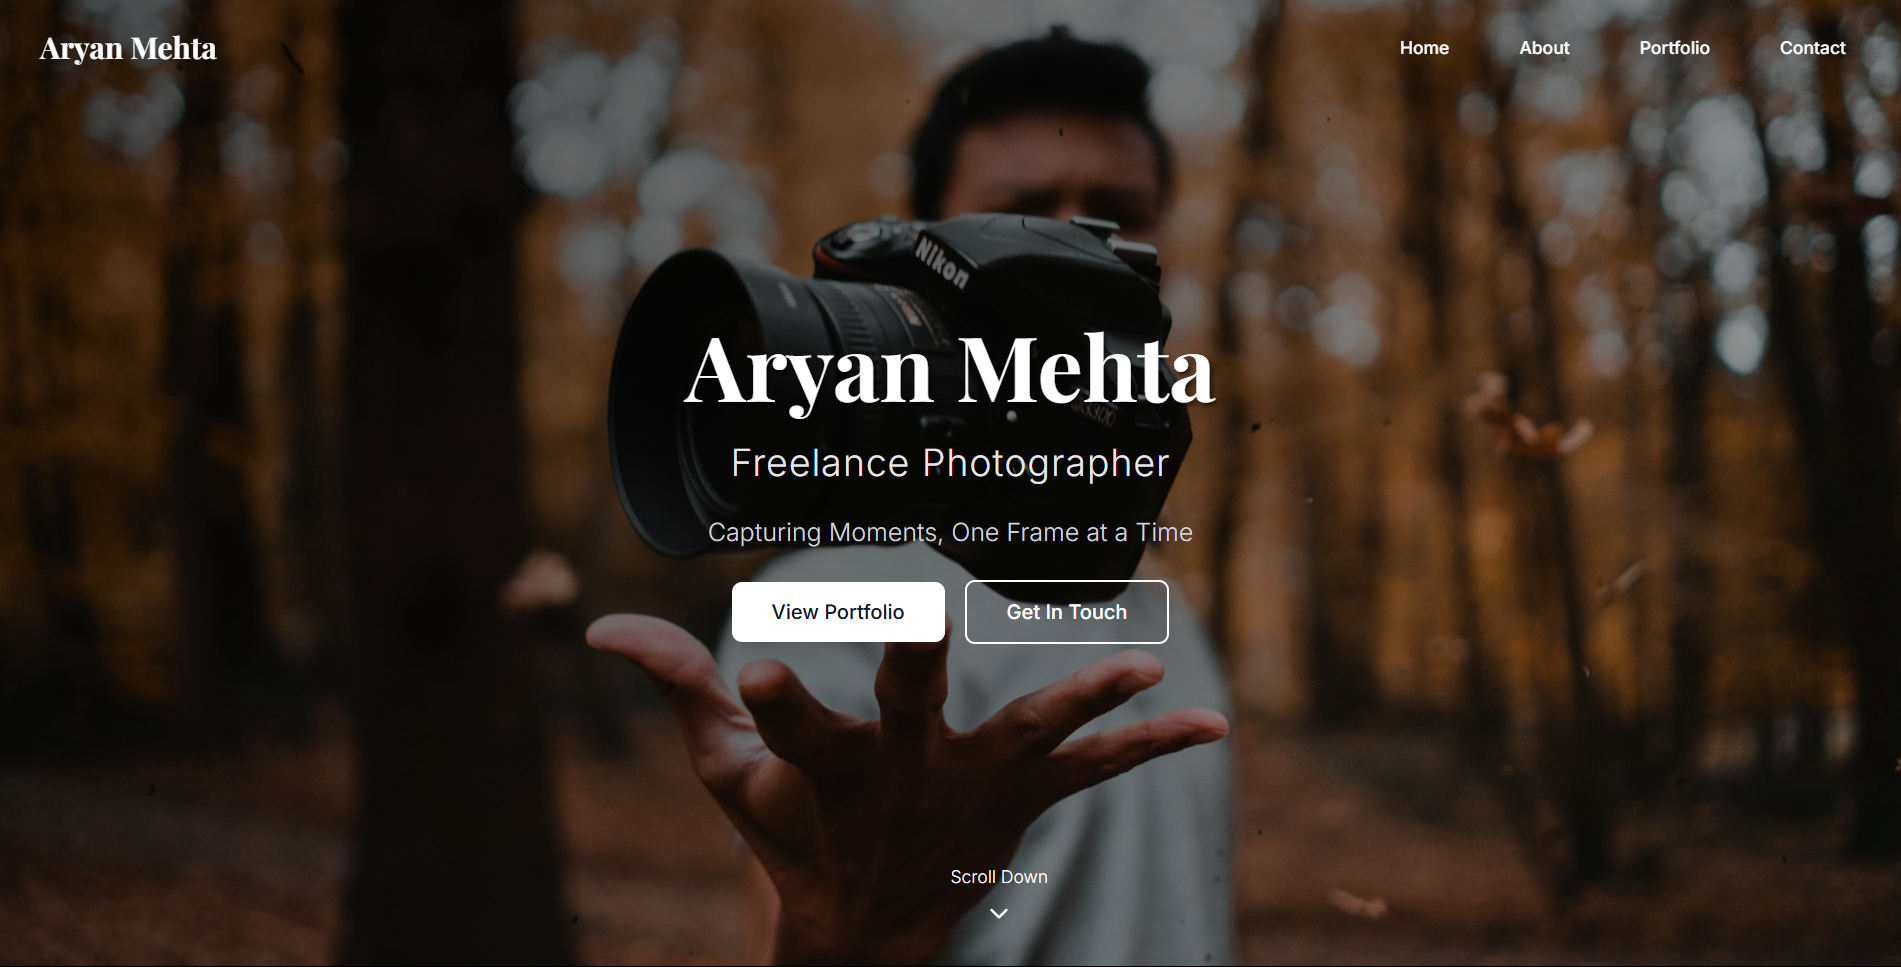 Aryan Mehta
Home
About
Portfolio
Contact
Nikon
Aryan Mehta
Freelance Photographer
Capturing Moments, One Frame at a Time
View Portfolio
Get In Touch
Scroll Down